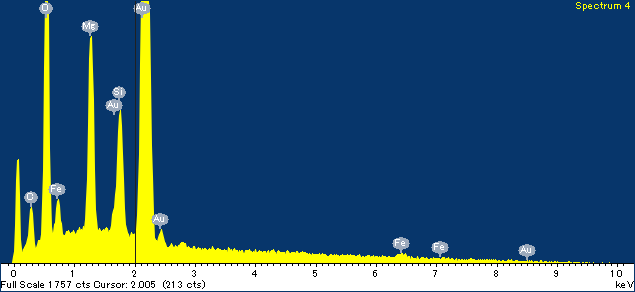 Spectrum 4
O Au
Mg
Si
Au
Fe
O
Au
Fe Fe Au
0 1 2 3 4 5 6 7 8 9 10
Full Scale 1757 cts Cursor: 2.005 (213 cts) keV